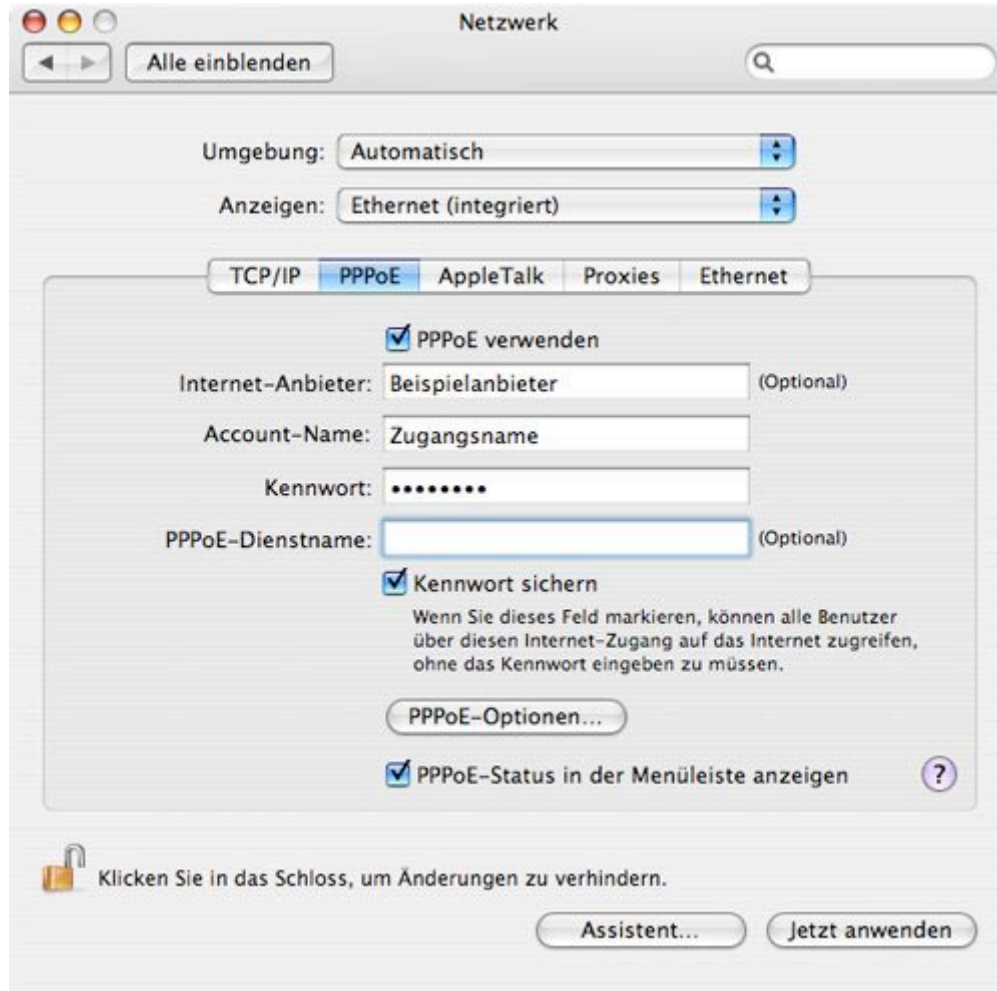 Netzwerk
Alle einblenden
Umgebung: Automatisch
Anzeigen: Ethernet (integriert)
TCP/IP PPPoE AppleTalk Proxies Ethernet
PPPoE verwenden
Internet-Anbieter: Beispielanbieter (Optional)
Account-Name: Zugangsname
Kennwort: ••••••••
PPPoE-Dienstname: (Optional)
Kennwort sichern
Wenn Sie dieses Feld markieren, können alle Benutzer
über diesen Internet-Zugang auf das Internet zugreifen,
ohne das Kennwort eingeben zu müssen.
PPPoE-Optionen...
PPPoE-Status in der Menüleiste anzeigen ?
Klicken Sie in das Schloss, um Änderungen zu verhindern.
Assistent... Jetzt anwenden